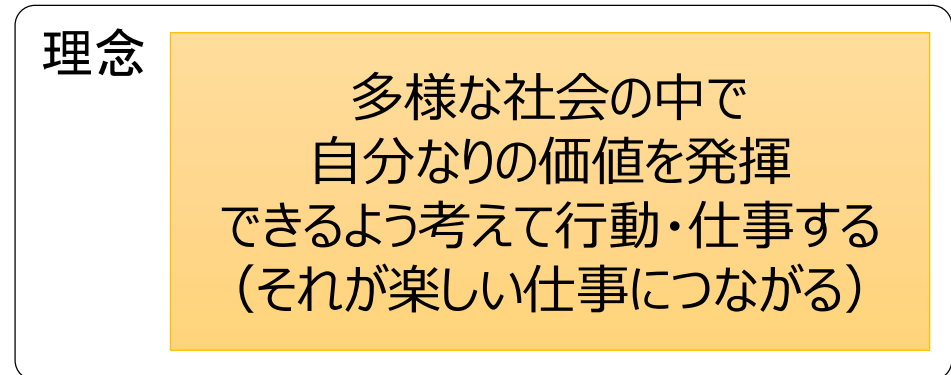 理念
多様な社会の中で
自分なりの価値を発揮
できるよう考えて行動・仕事する
（それが楽しい仕事につながる）